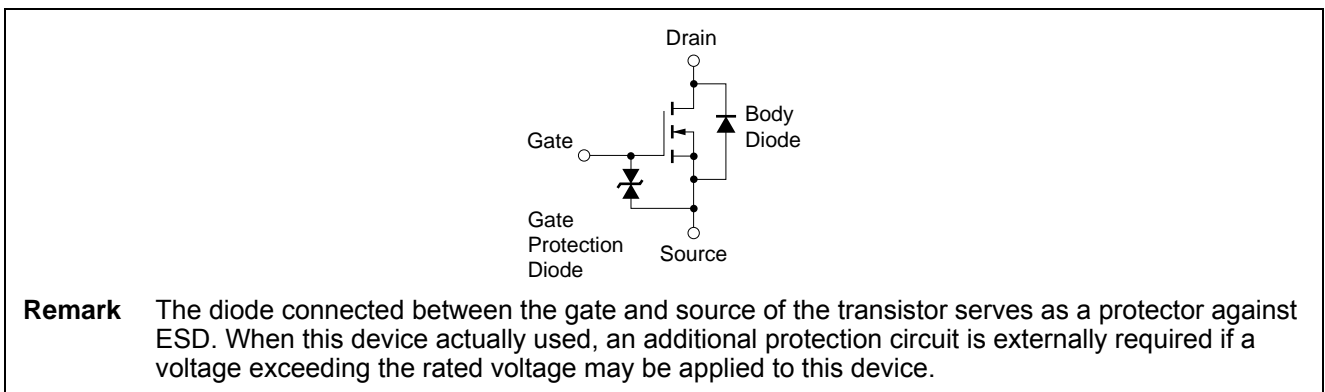 Drain
Body
Diode
Gate
Gate
Protection
Diode
Source
Remark The diode connected between the gate and source of the transistor serves as a protector against
ESD. When this device actually used, an additional protection circuit is externally required if a
voltage exceeding the rated voltage may be applied to this device.